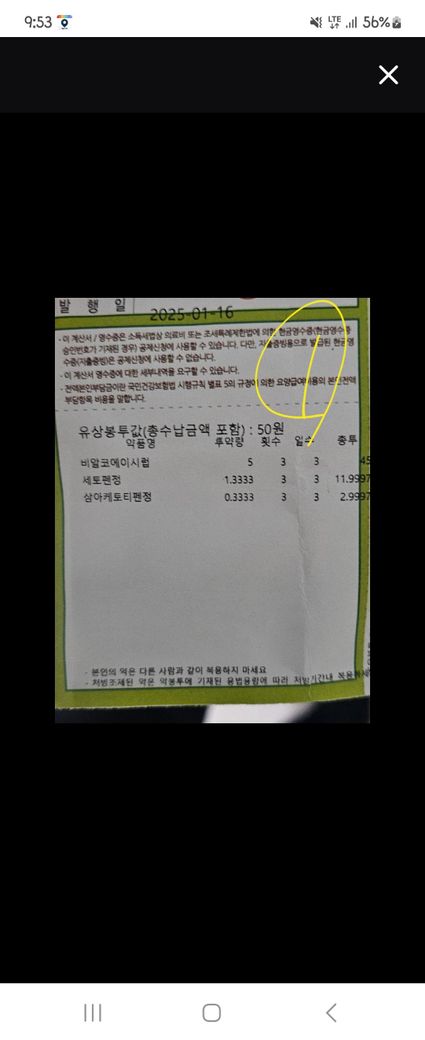 9:53
LTE
56%
발 행 일
2025-01-16
- 이 계산서 / 영수증은 소득세법상 의료비 또는 조세특례제한법에 의한 현금영수증(현금영수증
승인번호가 기재된 경우) 공제신청에 사용할 수 있습니다. 다만, 지출증빙용으로 발급된 현금영
수증(지출증빙)은 공제신청에 사용할 수 없습니다.
- 이 계산서 영수증에 대한 세부내역을 요구할 수 있습니다.
- 전액본인부담금이란 국민건강보험법 시행규칙 별표 5의 규정에 의한 요양급여비용의 본인전액
부담항목 비용을 말합니다.
유상봉투값(총수납금액 포함) : 50원
약품명 투약량 횟수 일수 총투
비알코에이시럽 5 3 3 45
세토펜정 1.3333 3 3 11.9997
삼아케토티펜정 0.3333 3 3 2.9997
- 본인의 약은 다른 사람과 같이 복용하지 마세요
- 처방조제된 약은 약봉투에 기재된 용법용량에 따라 처방기간내